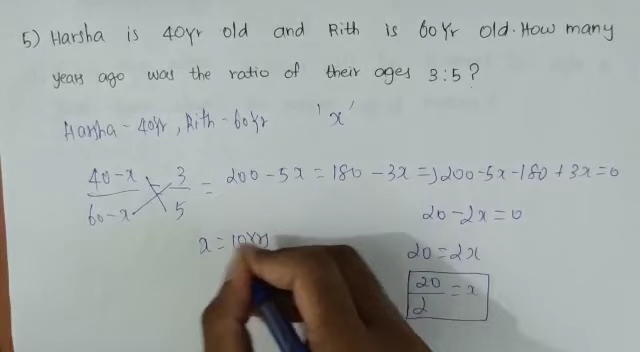 5) Harsha is 40yr old and Rith is 60Yr old. How many
years ago was the ratio of their ages 3:5?
Harsha - 40Yr, Rith - 60Yr 'x'
40-x / 60-x 3 / 5 = 200 - 5x = 180 - 3x => 200-5x-180+3x=0
20-2x=0
x = 10yr
20=2x
20/2 = x